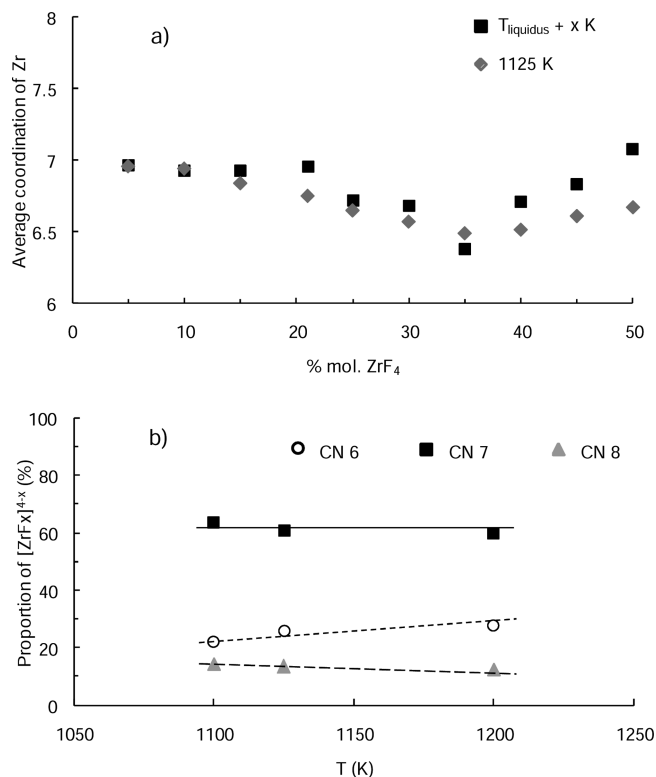 8
a)
T_liquidus + x K
1125 K
7.5
7
6.5
6
Average coordination of Zr
0 10 20 30 40 50
% mol. ZrF₄
100
b)
CN 6 CN 7 CN 8
80
60
40
20
0
Proportion of [ZrFx]⁴⁻ˣ (%)
1050 1100 1150 1200 1250
T (K)